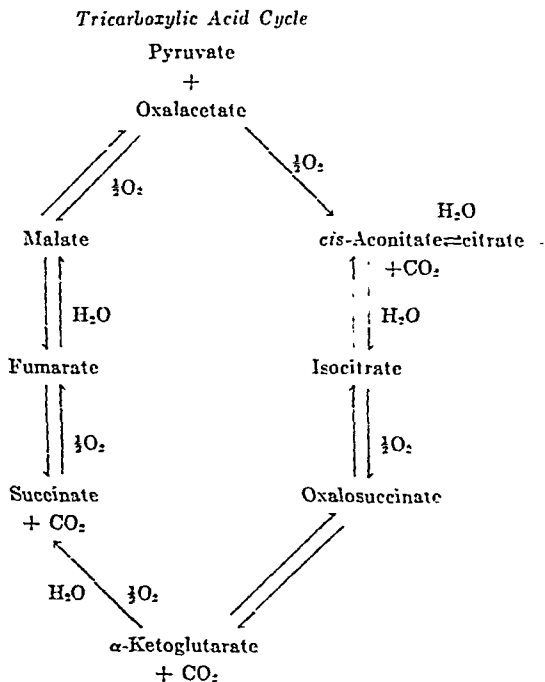 Tricarboxylic Acid Cycle
Pyruvate
+
Oxalacetate
½O₂
½O₂
H₂O
Malate
cis-Aconitate⇌citrate
+CO₂
H₂O
H₂O
Fumarate
Isocitrate
½O₂
½O₂
Succinate
+ CO₂
Oxalosuccinate
H₂O
½O₂
α-Ketoglutarate
+ CO₂